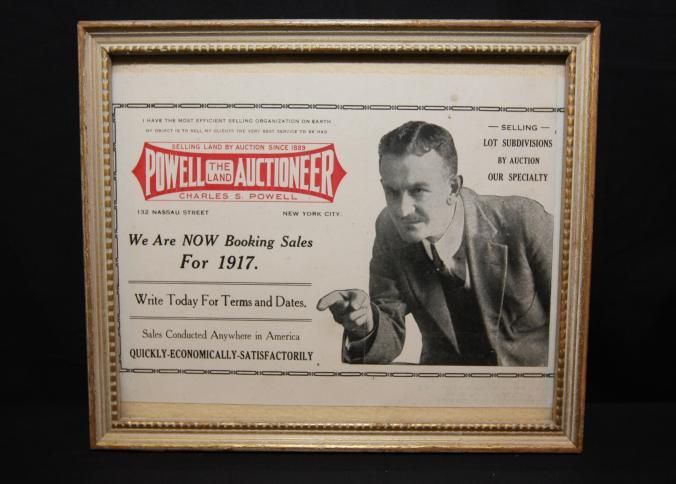 I HAVE THE MOST EFFICIENT SELLING ORGANIZATION ON EARTH
MY OBJECT IS TO SELL MY CLIENTS THE VERY BEST SERVICE TO BE HAD
SELLING LAND BY AUCTION SINCE 1889
POWELL THE LAND AUCTIONEER
CHARLES S. POWELL
132 NASSAU STREET NEW YORK CITY.
We Are NOW Booking Sales
For 1917.
Write Today For Terms and Dates.
Sales Conducted Anywhere in America
QUICKLY-ECONOMICALLY-SATISFACTORILY
— SELLING —
LOT SUBDIVISIONS
BY AUCTION
OUR SPECIALTY